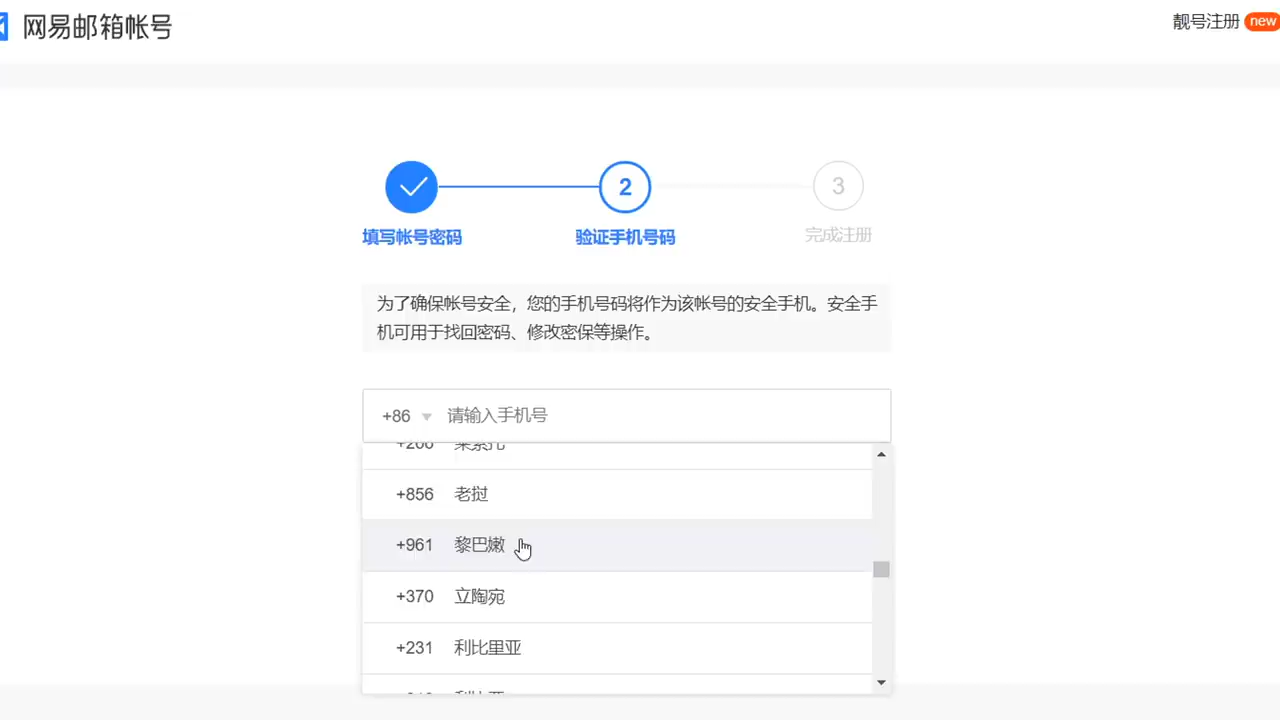 网易邮箱帐号
靓号注册 new
2
3
填写帐号密码
验证手机号码
完成注册
为了确保帐号安全，您的手机号码将作为该帐号的安全手机。安全手
机可用于找回密码、修改密保等操作。
+86 请输入手机号
+856 老挝
+961 黎巴嫩
+370 立陶宛
+231 利比里亚